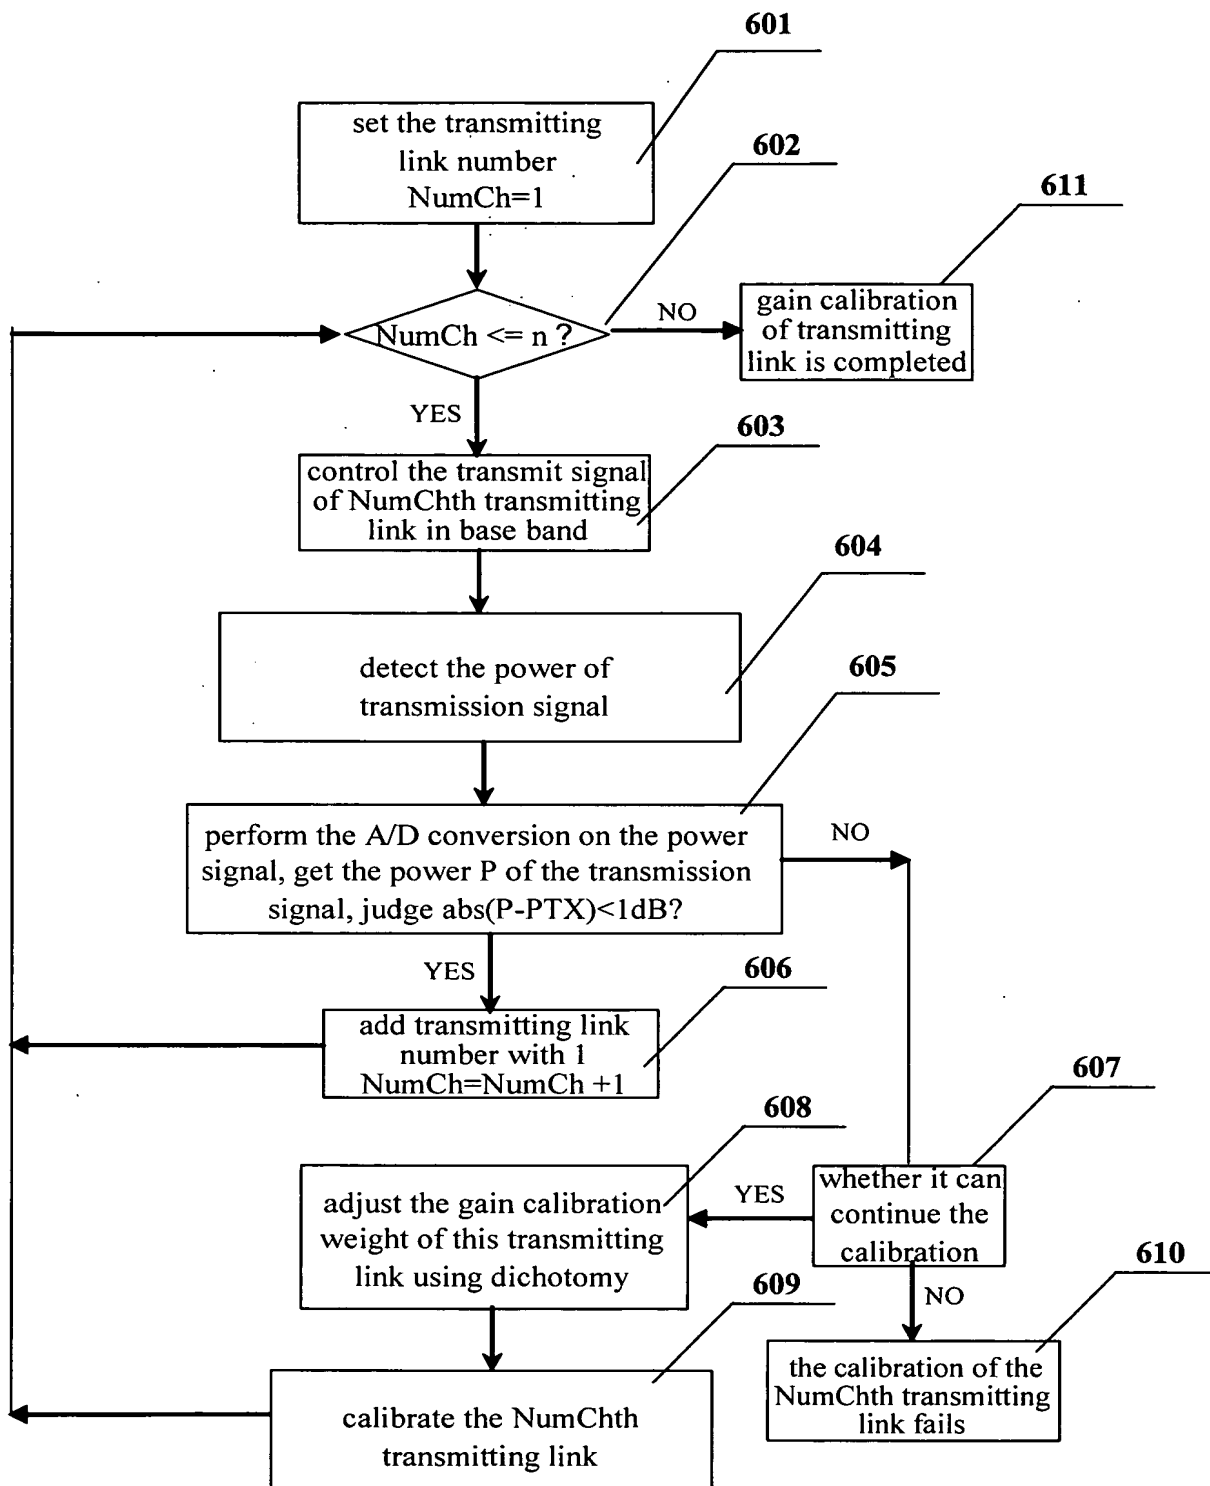 601
set the transmitting
link number
NumCh=1
602
611
NumCh <= n ?
NO
gain calibration
of transmitting
link is completed
YES
603
control the transmit signal
of NumChth transmitting
link in base band
604
detect the power of
transmission signal
605
perform the A/D conversion on the power
signal, get the power P of the transmission
signal, judge abs(P-PTX)<1dB?
NO
YES
606
add transmitting link
number with 1
NumCh=NumCh +1
607
608
whether it can
continue the
calibration
YES
adjust the gain calibration
weight of this transmitting
link using dichotomy
610
609
NO
the calibration of the
NumChth transmitting
link fails
calibrate the NumChth
transmitting link